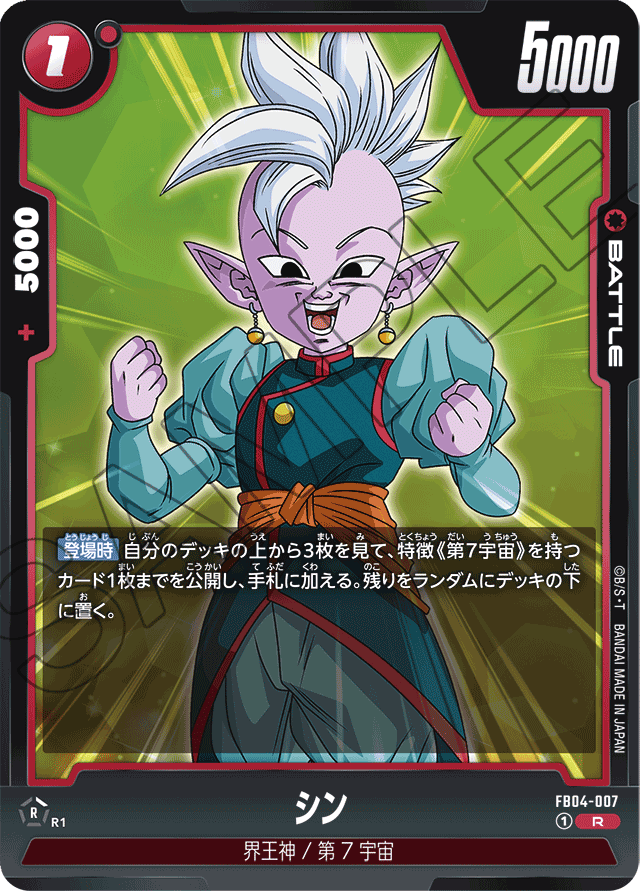 1
5000
+ 5000
BATTLE
SAMPLE
登場時 自分のデッキの上から3枚を見て、特徴《第7宇宙》を持つ
カード1枚までを公開し、手札に加える。残りをランダムにデッキの下
に置く。
©B/S・T BANDAI MADE IN JAPAN
シン
FB04-007
R R1
① R
界王神 / 第7宇宙